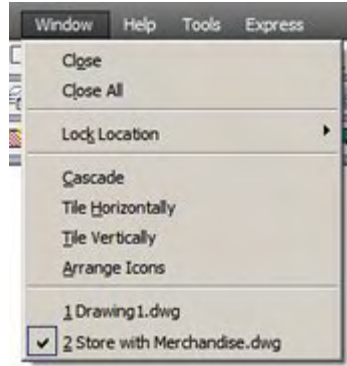 Window Help Tools Express
Close
Close All
Lock Location
Cascade
Tile Horizontally
Tile Vertically
Arrange Icons
1 Drawing1.dwg
2 Store with Merchandise.dwg